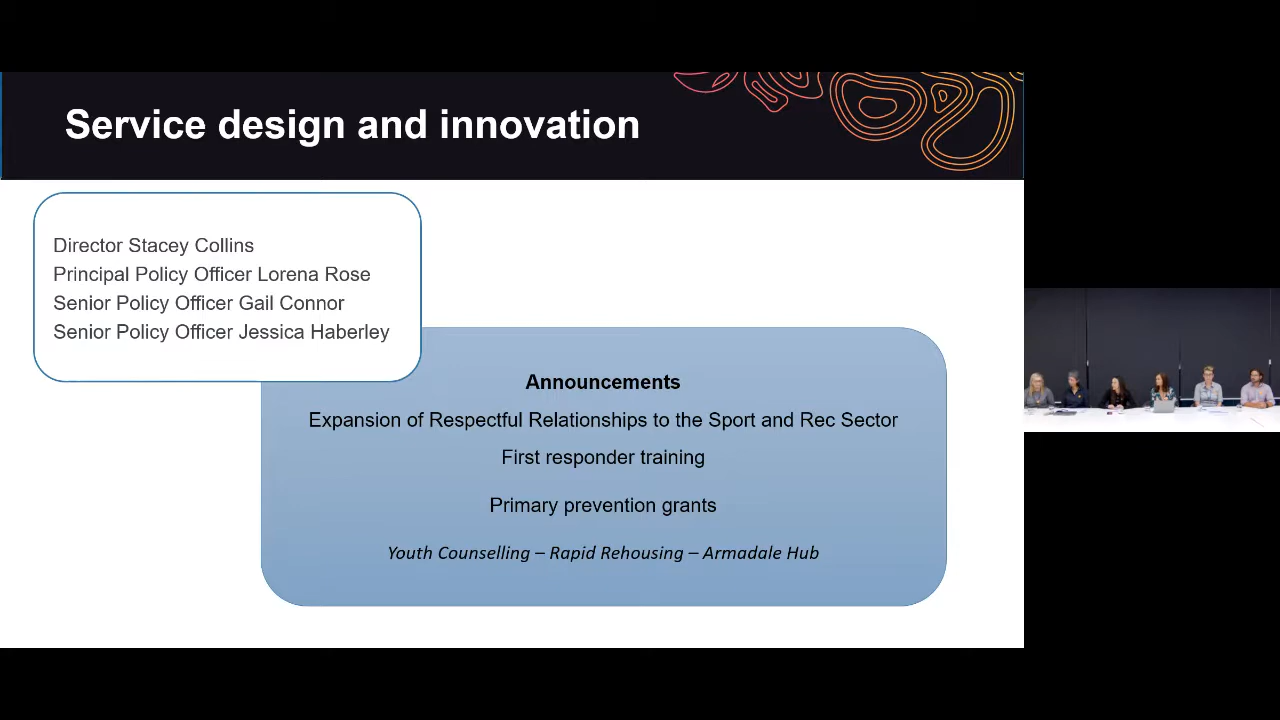 Service design and innovation
Director Stacey Collins
Principal Policy Officer Lorena Rose
Senior Policy Officer Gail Connor
Senior Policy Officer Jessica Haberley
Announcements
Expansion of Respectful Relationships to the Sport and Rec Sector
First responder training
Primary prevention grants
Youth Counselling – Rapid Rehousing – Armadale Hub